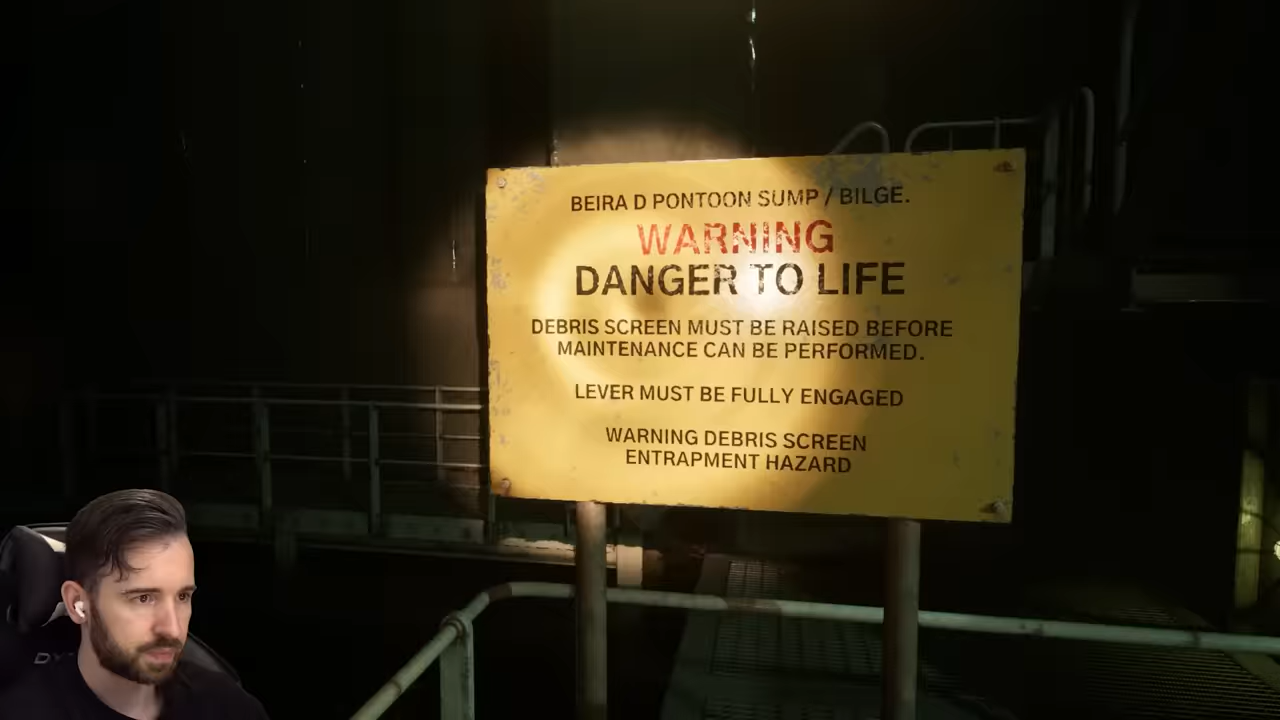 BEIRA D PONTOON SUMP / BILGE.
WARNING
DANGER TO LIFE
DEBRIS SCREEN MUST BE RAISED BEFORE
MAINTENANCE CAN BE PERFORMED.
LEVER MUST BE FULLY ENGAGED
WARNING DEBRIS SCREEN
ENTRAPMENT HAZARD